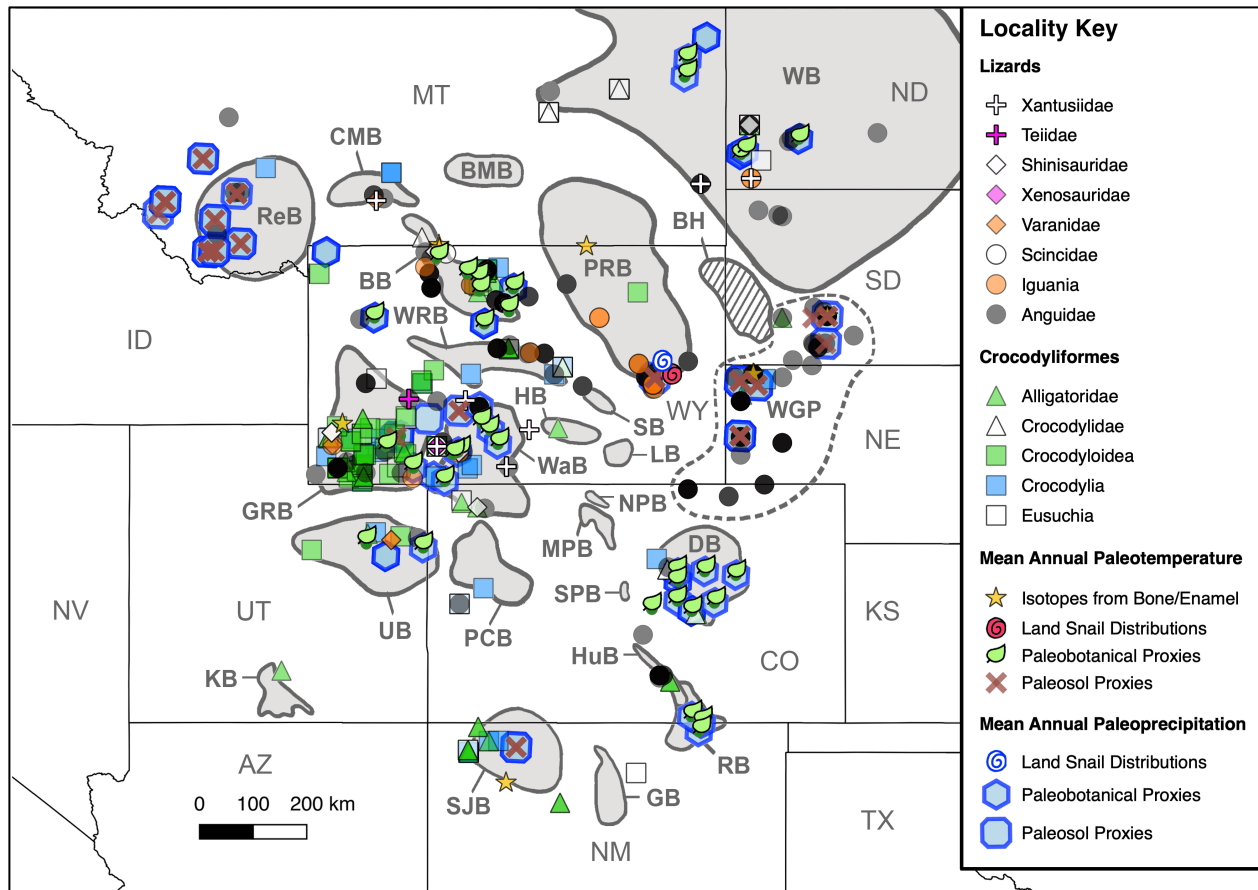 MT
WB
ND
CMB
BMB
ReB
BH
BB
PRB
SD
WRB
ID
HB
WY
WGP
SB
NE
WaB
LB
GRB
NPB
MPB
DB
SPB
NV
UT
UB
PCB
KS
HuB
CO
KB
RB
AZ
SJB
GB
0 100 200 km
TX
NM
Locality Key
Lizards
Xantusiidae
Teiidae
Shinisauridae
Xenosauridae
Varanidae
Scincidae
Iguania
Anguidae
Crocodyliformes
Alligatoridae
Crocodylidae
Crocodyloidea
Crocodylia
Eusuchia
Mean Annual Paleotemperature
Isotopes from Bone/Enamel
Land Snail Distributions
Paleobotanical Proxies
Paleosol Proxies
Mean Annual Paleoprecipitation
Land Snail Distributions
Paleobotanical Proxies
Paleosol Proxies